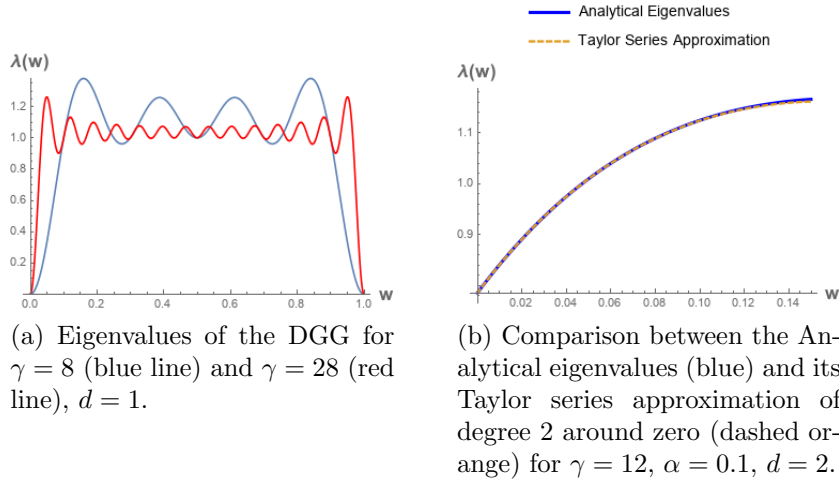 λ(w)
1.2
1.0
0.8
0.6
0.4
0.2
0.0
0.2
0.4
0.6
0.8
1.0
w
(a) Eigenvalues of the DGG for
γ = 8 (blue line) and γ = 28 (red
line), d = 1.
Analytical Eigenvalues
Taylor Series Approximation
λ(w)
1.1
1.0
0.9
0.02
0.04
0.06
0.08
0.10
0.12
0.14
w
(b) Comparison between the An-
alytical eigenvalues (blue) and its
Taylor series approximation of
degree 2 around zero (dashed or-
ange) for γ = 12, α = 0.1, d = 2.